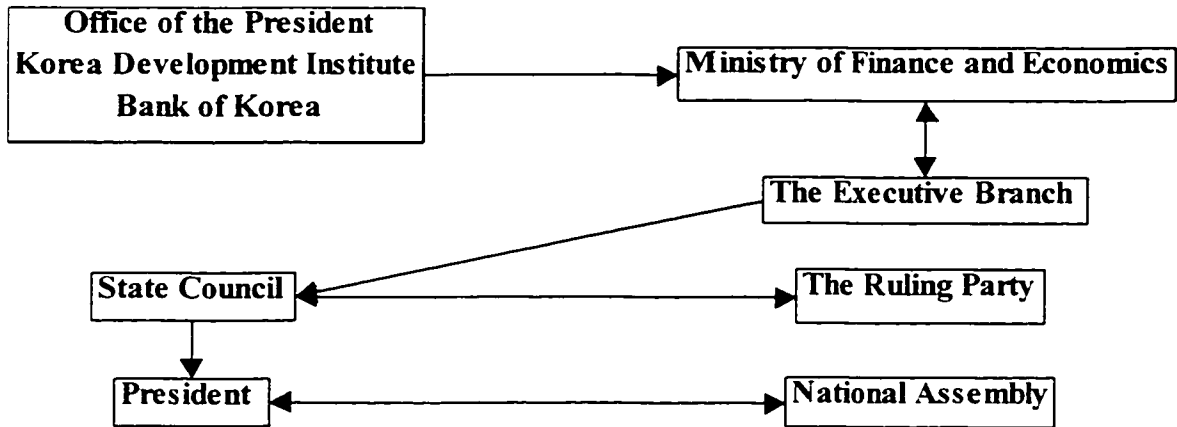 Office of the President
Korea Development Institute
Bank of Korea
Ministry of Finance and Economics
The Executive Branch
State Council
The Ruling Party
President
National Assembly